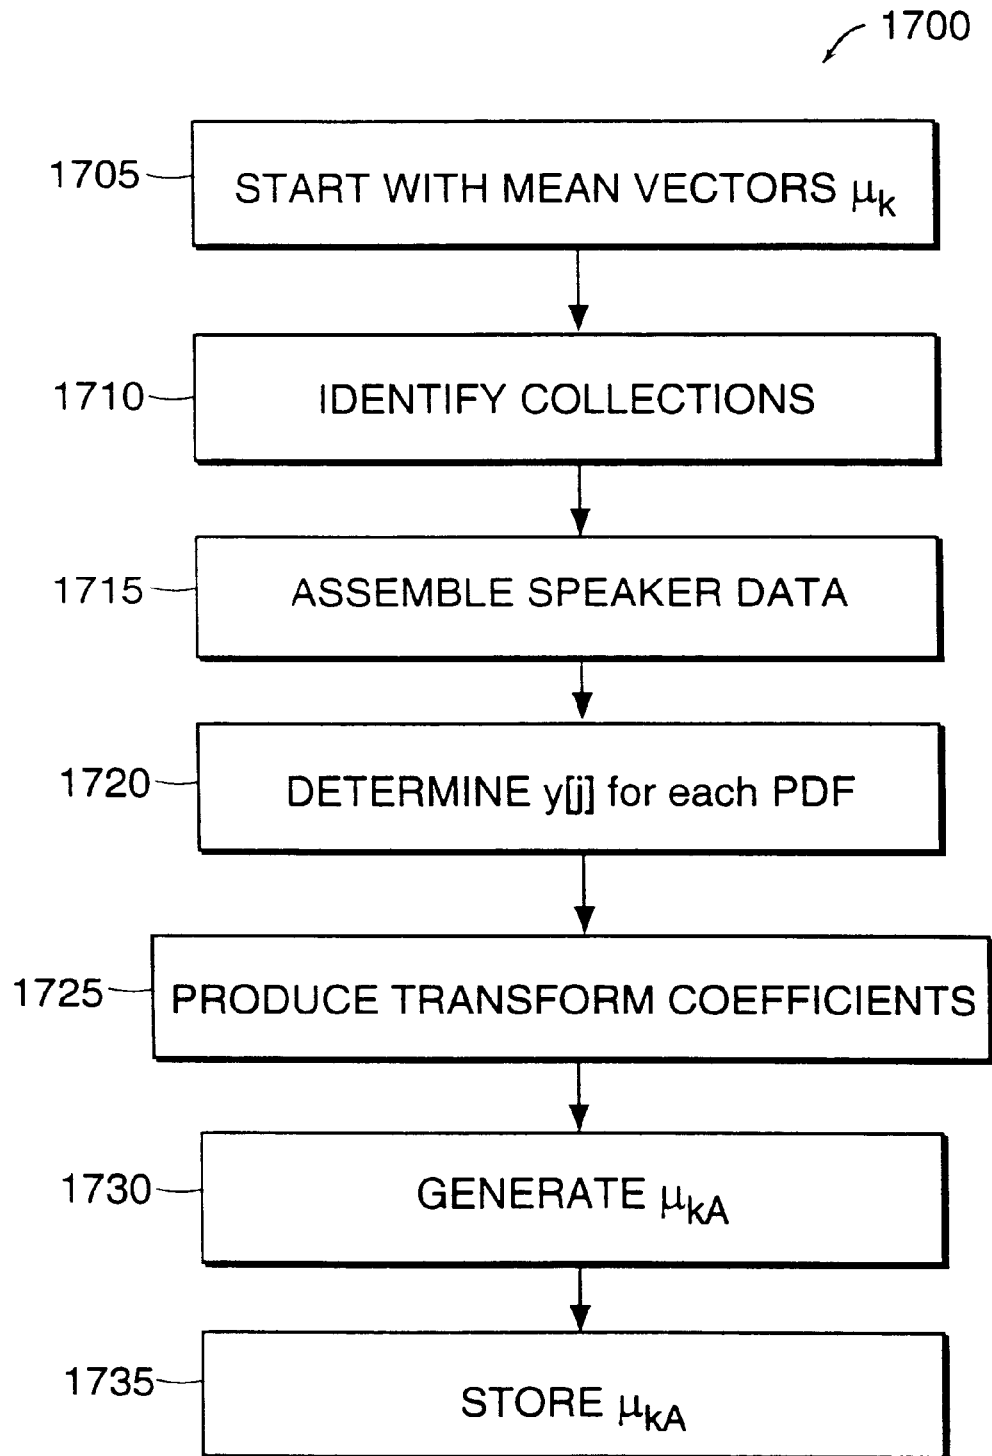 1700
1705
START WITH MEAN VECTORS μk
1710
IDENTIFY COLLECTIONS
1715
ASSEMBLE SPEAKER DATA
1720
DETERMINE y[j] for each PDF
1725
PRODUCE TRANSFORM COEFFICIENTS
1730
GENERATE μkA
1735
STORE μkA